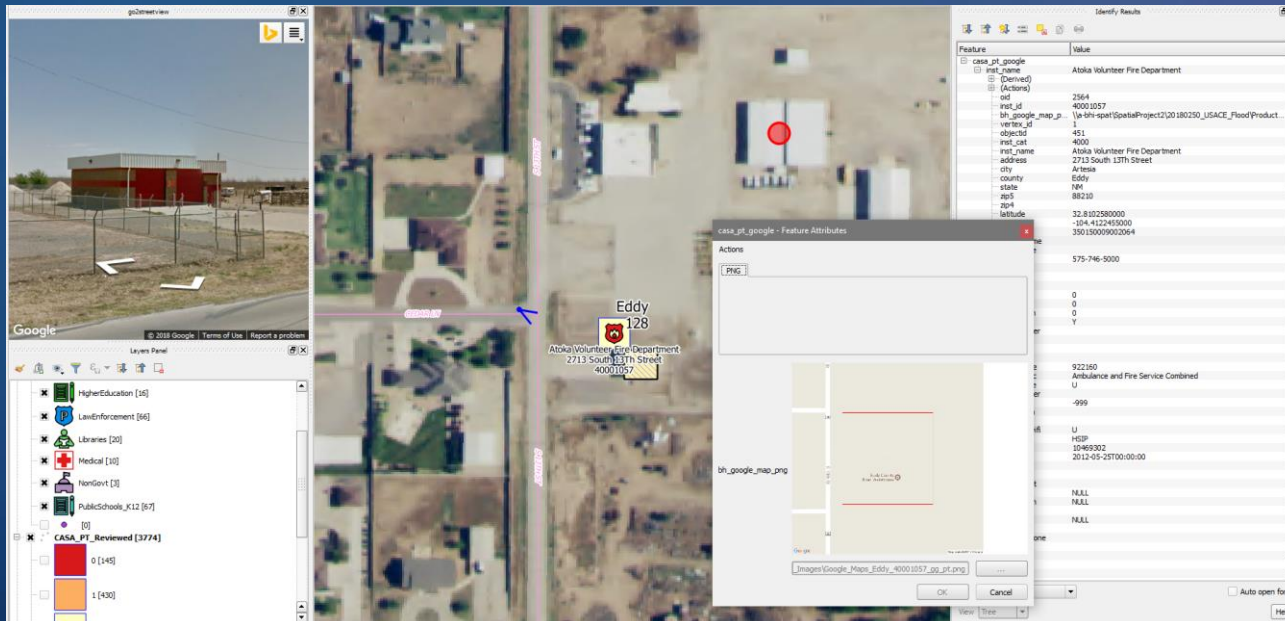 go2streetview
Google
© 2018 Google
Terms of Use
Report a problem
Layers Panel
HigherEducation [16]
LawEnforcement [66]
Libraries [20]
Medical [10]
NonGovt [3]
PublicSchools_K12 [67]
[0]
CASA_PT_Reviewed [3774]
0 [145]
1 [430]
Eddy
128
Atoka Volunteer Fire Department
2713 South 13Th Street
40001057
casa_pt_google - Feature Attributes
Actions
PNG
bh_google_map_png
Google
_Images\Google_Maps_Eddy_40001057_gg_pt.png
...
OK
Cancel
Identify Results
Feature Value
casa_pt_google
inst_name Atoka Volunteer Fire Department
(Derived)
(Actions)
oid 2564
inst_id 40001057
bh_google_map_p... \\a-bhi-spat\SpatialProject2\20180250_USACE_Flood\Product...
vertex_id 1
objectid 451
inst_cat 4000
inst_name Atoka Volunteer Fire Department
address 2713 South 13Th Street
city Artesia
county Eddy
state NM
zip5 88210
zip4
latitude 32.8102580000
-104.4122455000
350150009002064
575-746-5000
0
0
0
Y
922160
Ambulance and Fire Service Combined
U
-999
U
HSIP
10469302
2012-05-25T00:00:00
NULL
NULL
NULL
Auto open for
View Tree
He